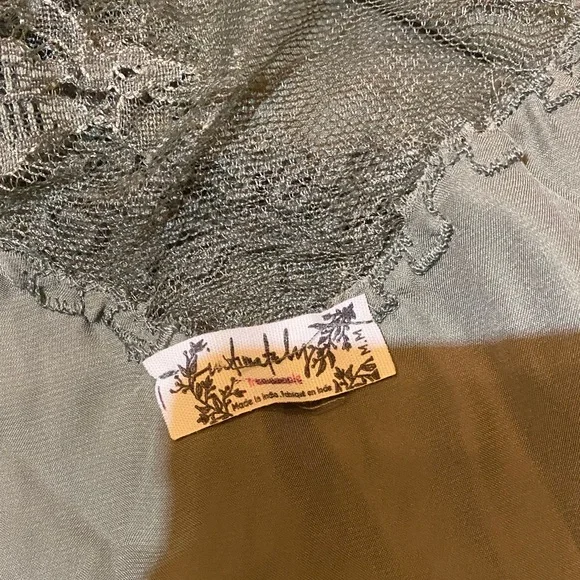 intimately
Made in India .Fabriqué en Inde
M